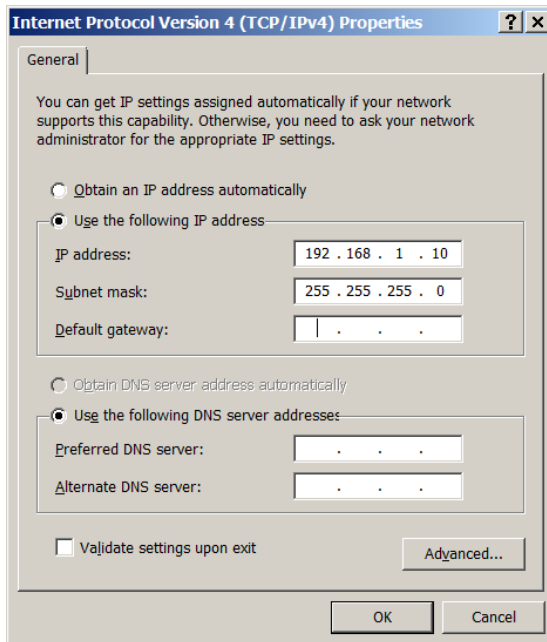 Internet Protocol Version 4 (TCP/IPv4) Properties
General
You can get IP settings assigned automatically if your network
supports this capability. Otherwise, you need to ask your network
administrator for the appropriate IP settings.
Obtain an IP address automatically
Use the following IP address
IP address: 192 . 168 . 1 . 10
Subnet mask: 255 . 255 . 255 . 0
Default gateway: . . .
Obtain DNS server address automatically
Use the following DNS server addresses
Preferred DNS server: . . .
Alternate DNS server: . . .
Validate settings upon exit
Advanced...
OK Cancel